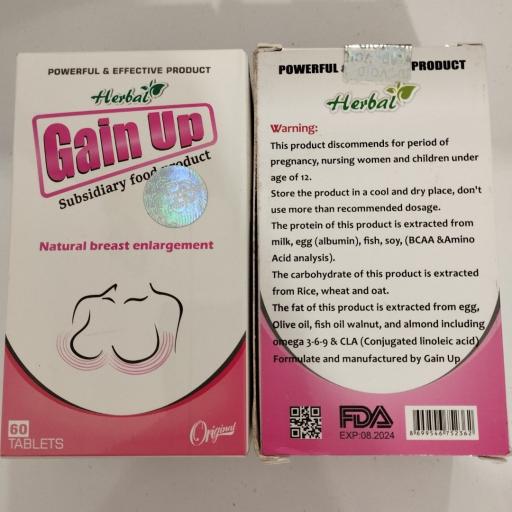 POWERFUL & EFFECTIVE PRODUCT
Herbal
Gain Up
Subsidiary food product
Natural breast enlargement
60
TABLETS
Original
POWERFUL & PRODUCT
Herbal
Warning:
This product discommends for period of
pregnancy, nursing women and children under
age of 12.
Store the product in a cool and dry place, don't
use more than recommended dosage.
The protein of this product is extracted from
milk, egg (albumin), fish, soy, (BCAA &Amino
Acid analysis).
The carbohydrate of this product is extracted
from Rice, wheat and oat.
The fat of this product is extracted from egg,
Olive oil, fish oil walnut, and almond including
omega 3-6-9 & CLA (Conjugated linoleic acid)
Formulate and manufactured by Gain Up
FDA
EXP:08.2024
8699546752362